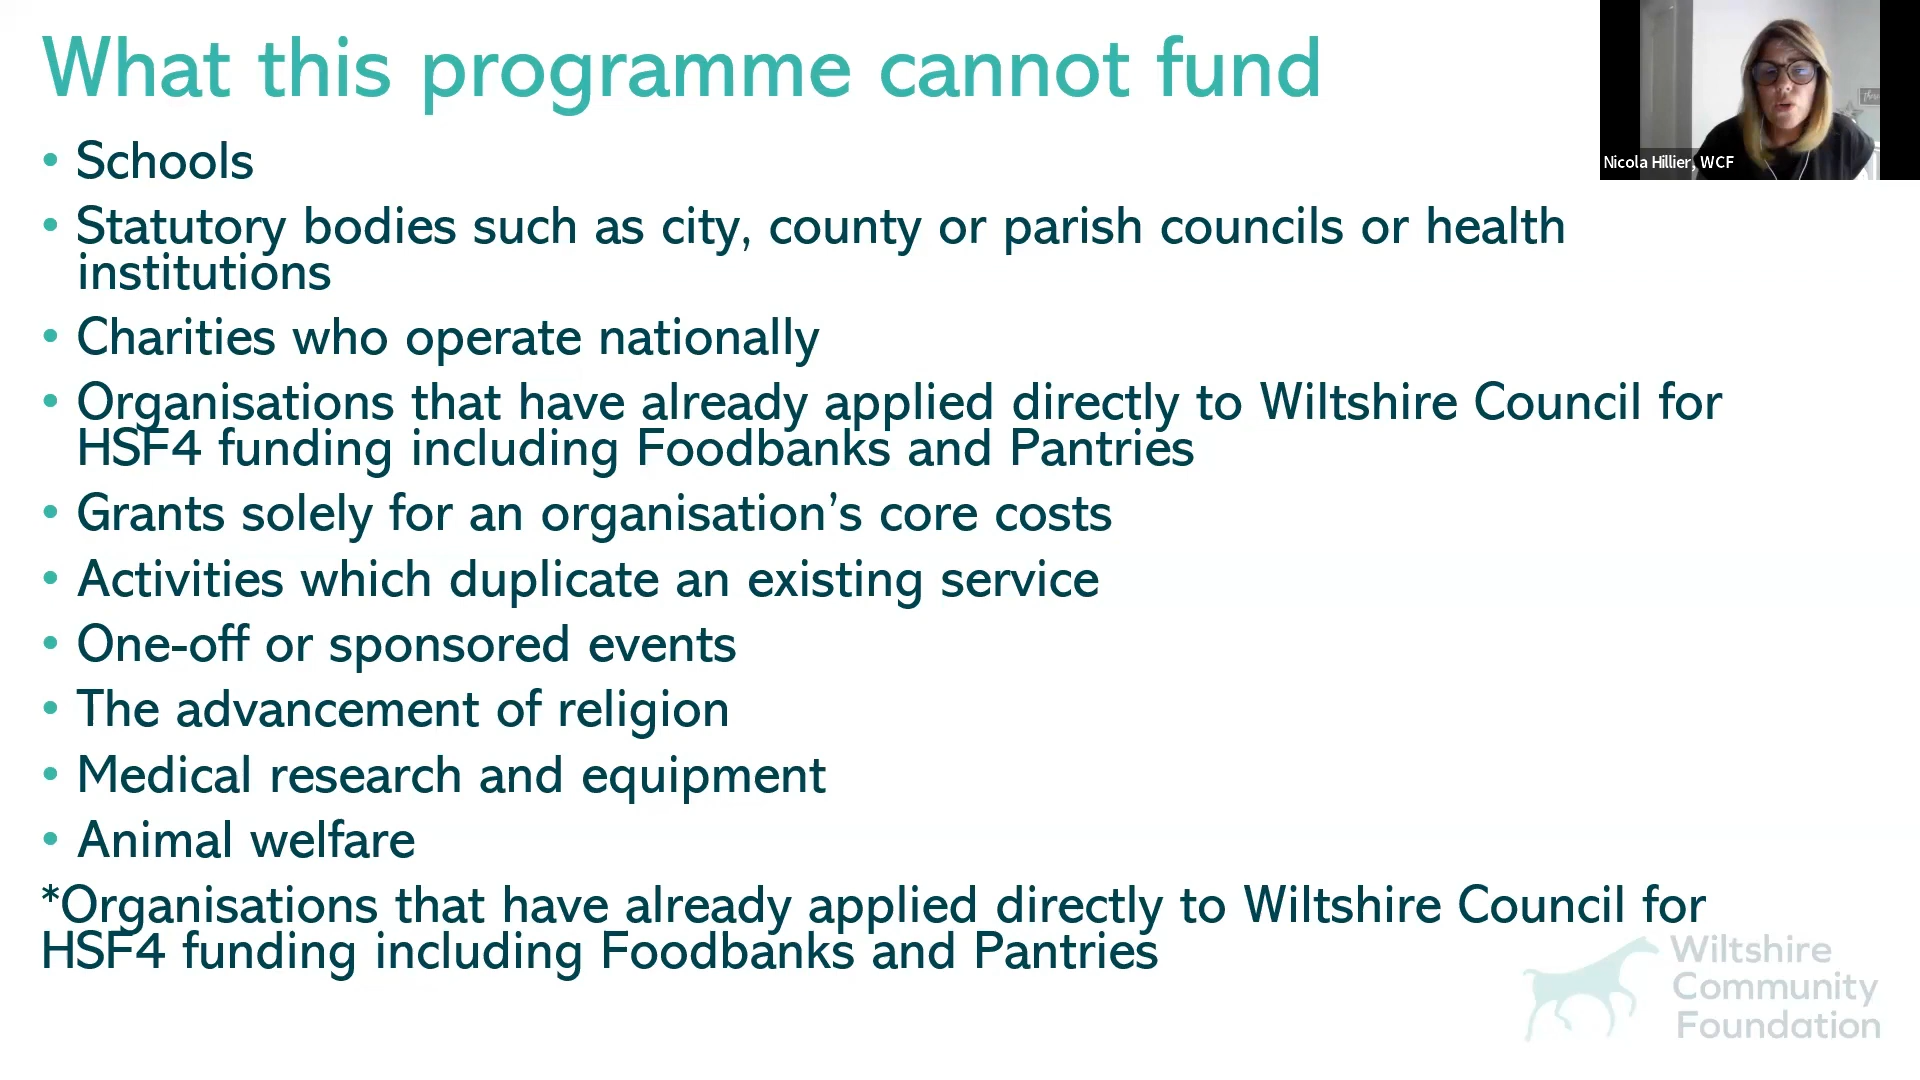 What this programme cannot fund
Nicola Hillier, WCF
• Schools
• Statutory bodies such as city, county or parish councils or health
institutions
• Charities who operate nationally
• Organisations that have already applied directly to Wiltshire Council for
HSF4 funding including Foodbanks and Pantries
• Grants solely for an organisation’s core costs
• Activities which duplicate an existing service
• One-off or sponsored events
• The advancement of religion
• Medical research and equipment
• Animal welfare
*Organisations that have already applied directly to Wiltshire Council for
HSF4 funding including Foodbanks and Pantries
Wiltshire
Community
Foundation